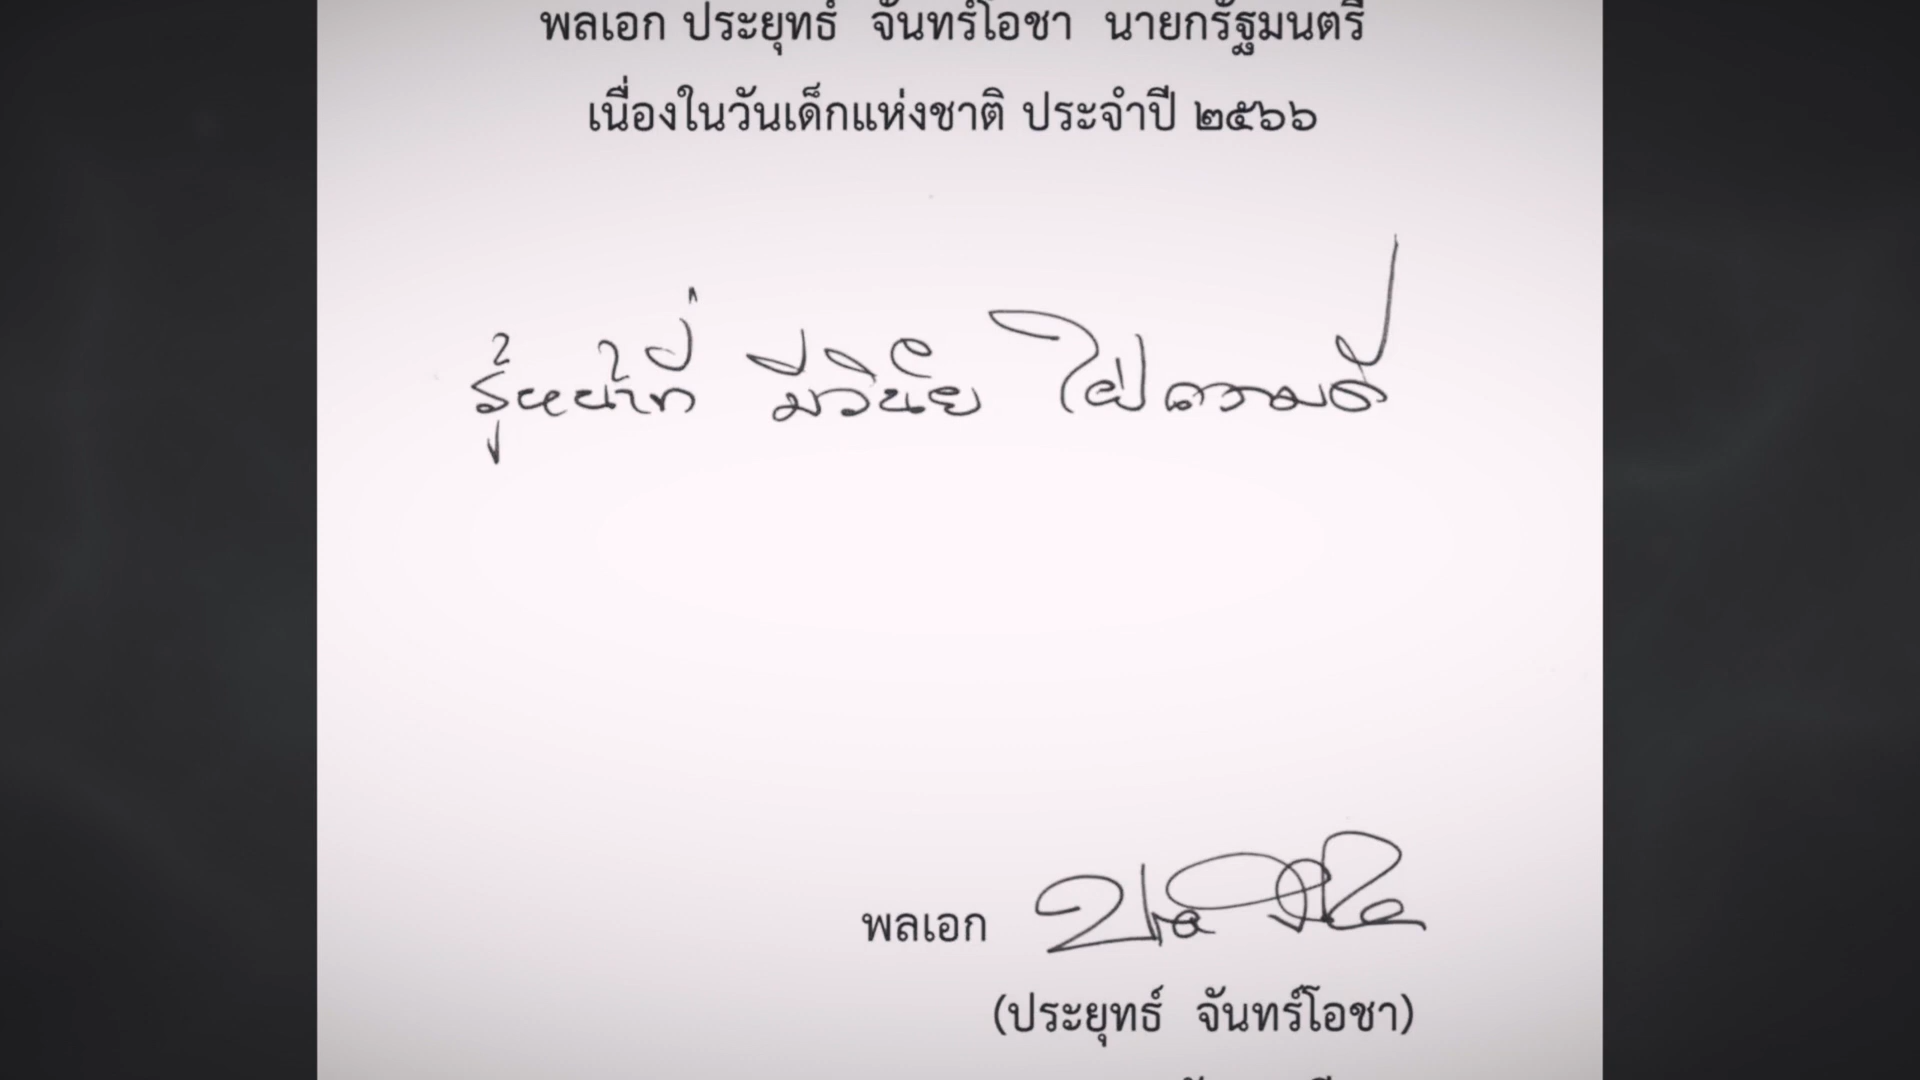 พลเอก ประยุทธ์ จันทร์โอชา นายกรัฐมนตรี
เนื่องในวันเด็กแห่งชาติ ประจำปี ๒๕๖๖
รู้หน้าที่ มีวินัย ใฝ่ความดี
พลเอก
(ประยุทธ์ จันทร์โอชา)